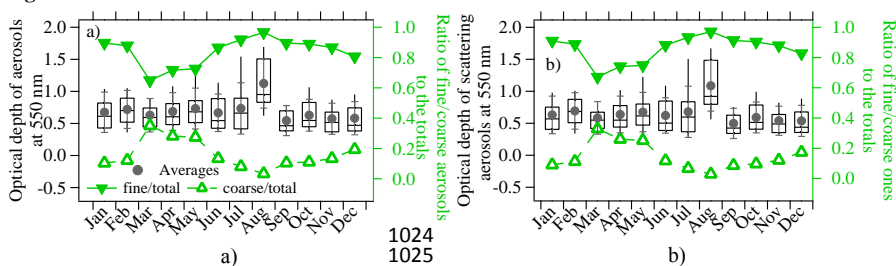 a)
Optical depth of aerosols
at 550 nm
2.0
1.5
1.0
0.5
0.0
-0.5
Averages
fine/total
coarse/total
1.0
0.8
0.6
0.4
0.2
0.0
Ratio of fine/coarse aerosols
to the totals
Jan Feb Mar Apr May Jun Jul Aug Sep Oct Nov Dec
a)
1024
1025
b)
Optical depth of scattering
aerosols at 550 nm
2.0
1.5
1.0
0.5
0.0
-0.5
1.0
0.8
0.6
0.4
0.2
0.0
Ratio of fine/coarse ones
to the totals
Jan Feb Mar Apr May Jun Jul Aug Sep Oct Nov Dec
b)